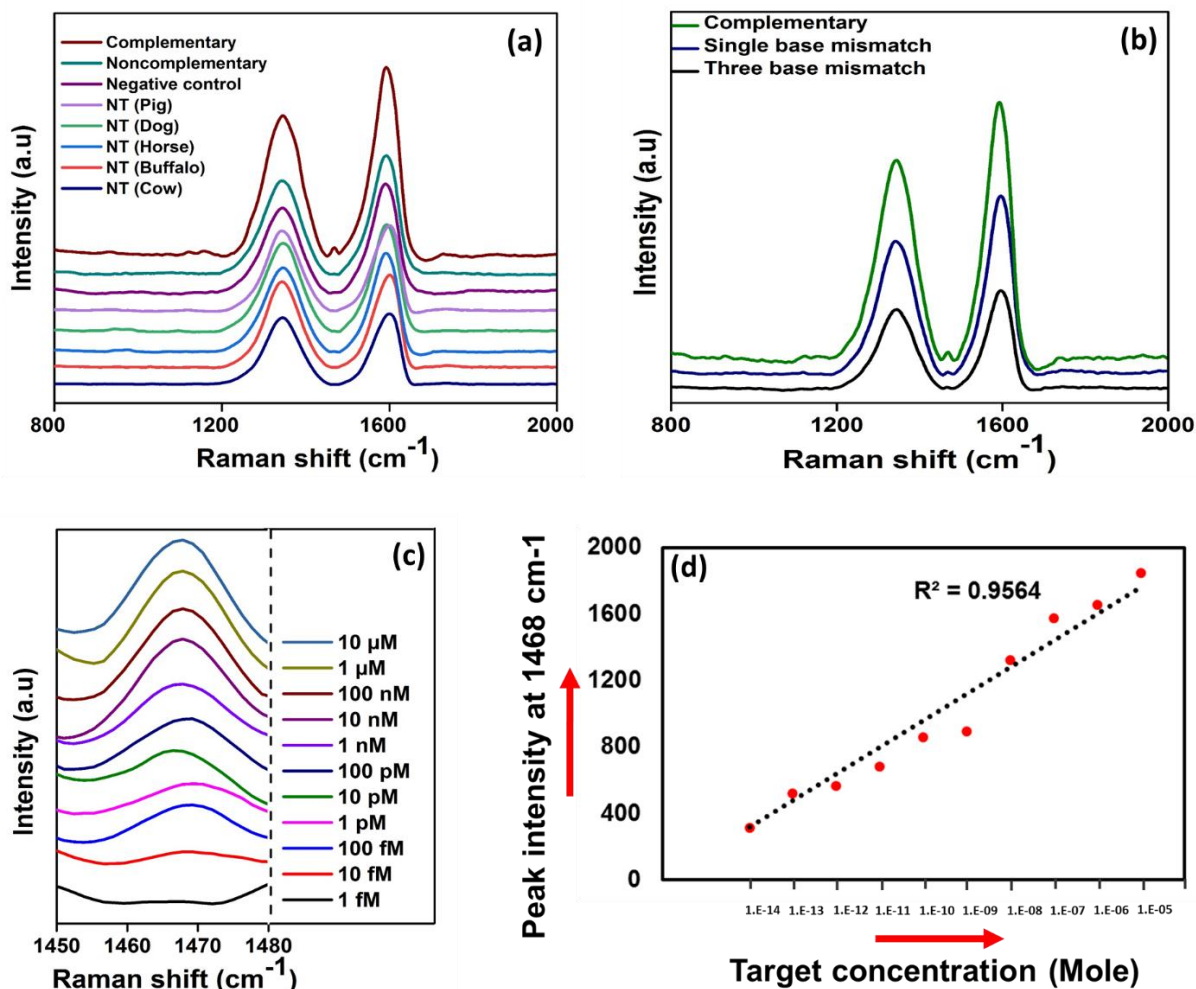 (a)
Complementary
Noncomplementary
Negative control
NT (Pig)
NT (Dog)
NT (Horse)
NT (Buffalo)
NT (Cow)
Intensity (a.u)
800 1200 1600 2000
Raman shift (cm-1)
(b)
Complementary
Single base mismatch
Three base mismatch
Intensity (a.u)
800 1200 1600 2000
Raman shift (cm-1)
(c)
10 µM
1 µM
100 nM
10 nM
1 nM
100 pM
10 pM
1 pM
100 fM
10 fM
1 fM
Intensity (a.u)
1450 1460 1470 1480
Raman shift (cm-1)
(d)
R² = 0.9564
Peak intensity at 1468 cm-1
2000
1600
1200
800
400
0
1.E-14 1.E-13 1.E-12 1.E-11 1.E-10 1.E-09 1.E-08 1.E-07 1.E-06 1.E-05
Target concentration (Mole)